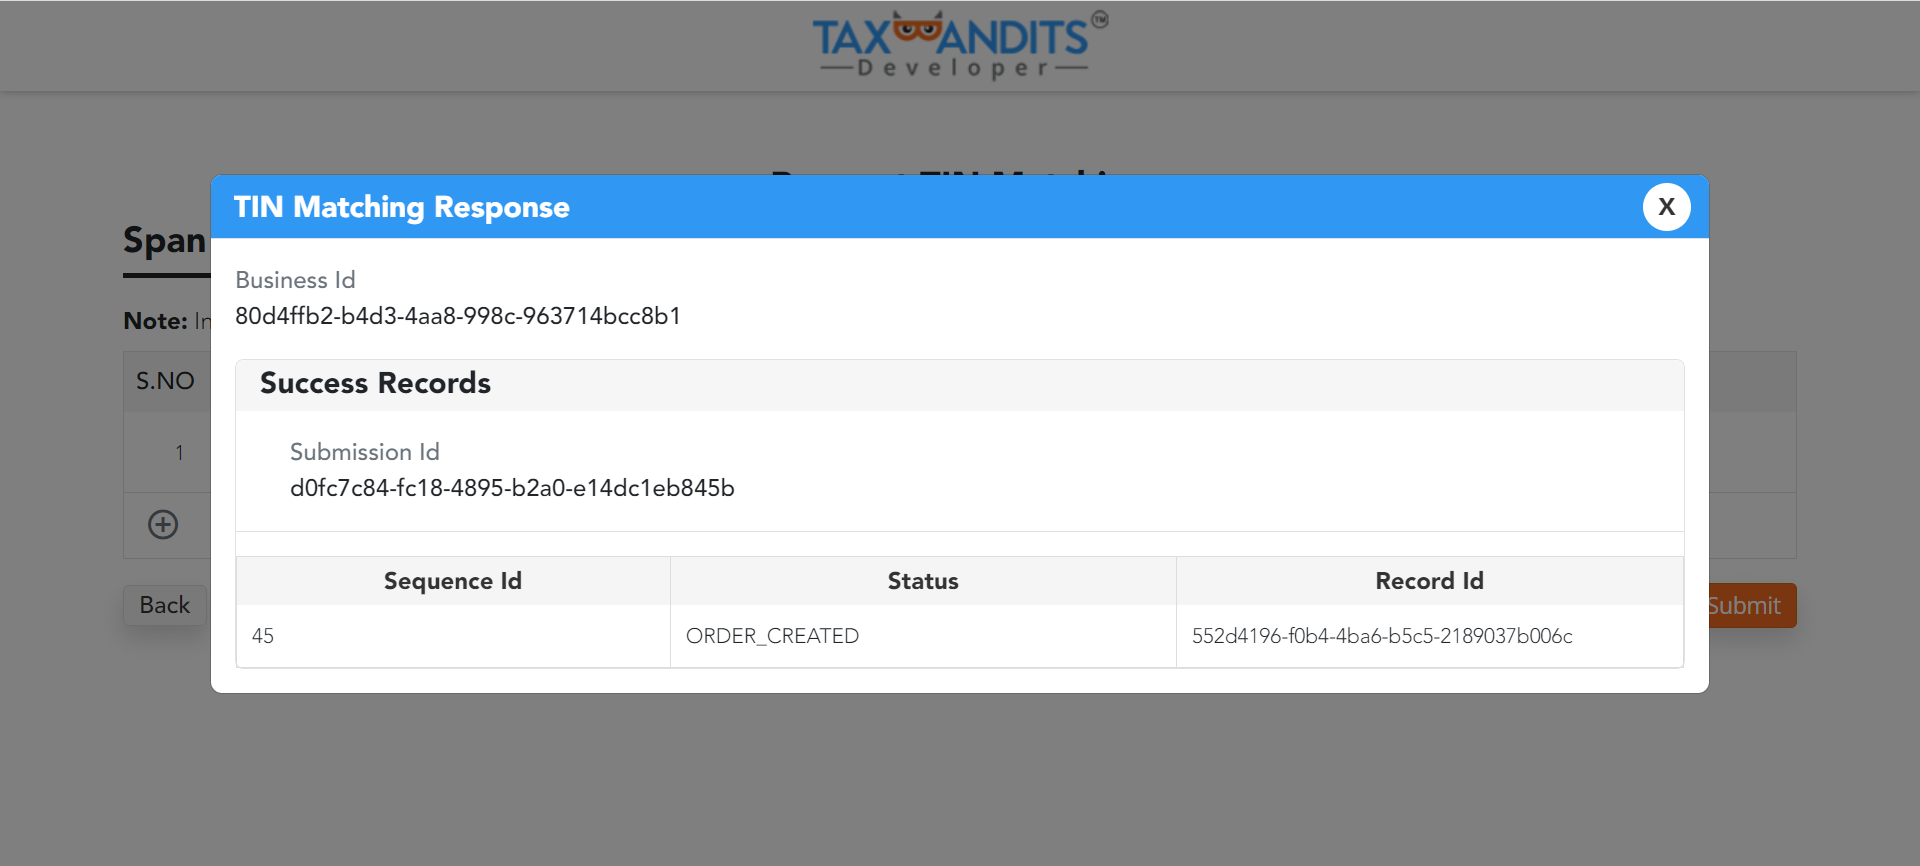 TAXBANDITS TM
Developer
TIN Matching Response
X
Span
Business Id
80d4ffb2-b4d3-4aa8-998c-963714bcc8b1
Note: In
S.NO
Success Records
1
Submission Id
d0fc7c84-fc18-4895-b2a0-e14dc1eb845b
Sequence Id Status Record Id
45 ORDER_CREATED 552d4196-f0b4-4ba6-b5c5-2189037b006c
Back
Submit